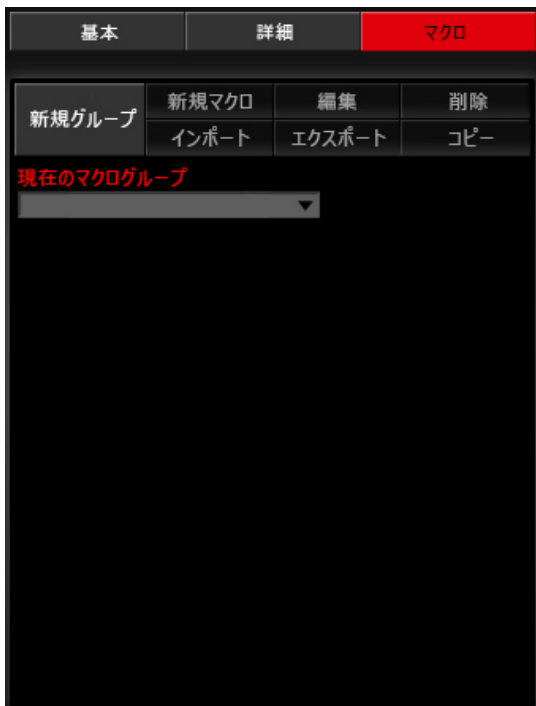 基本 詳細 マクロ
新規グループ 新規マクロ 編集 削除
インポート エクスポート コピー
現在のマクログループ